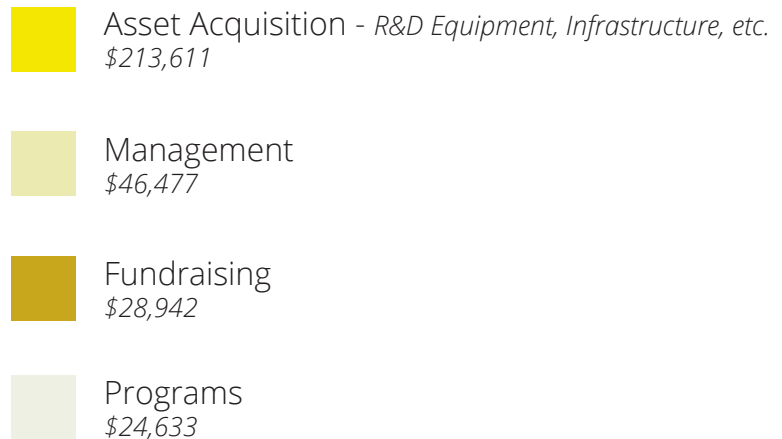 Asset Acquisition - R&D Equipment, Infrastructure, etc.
$213,611
Management
$46,477
Fundraising
$28,942
Programs
$24,633